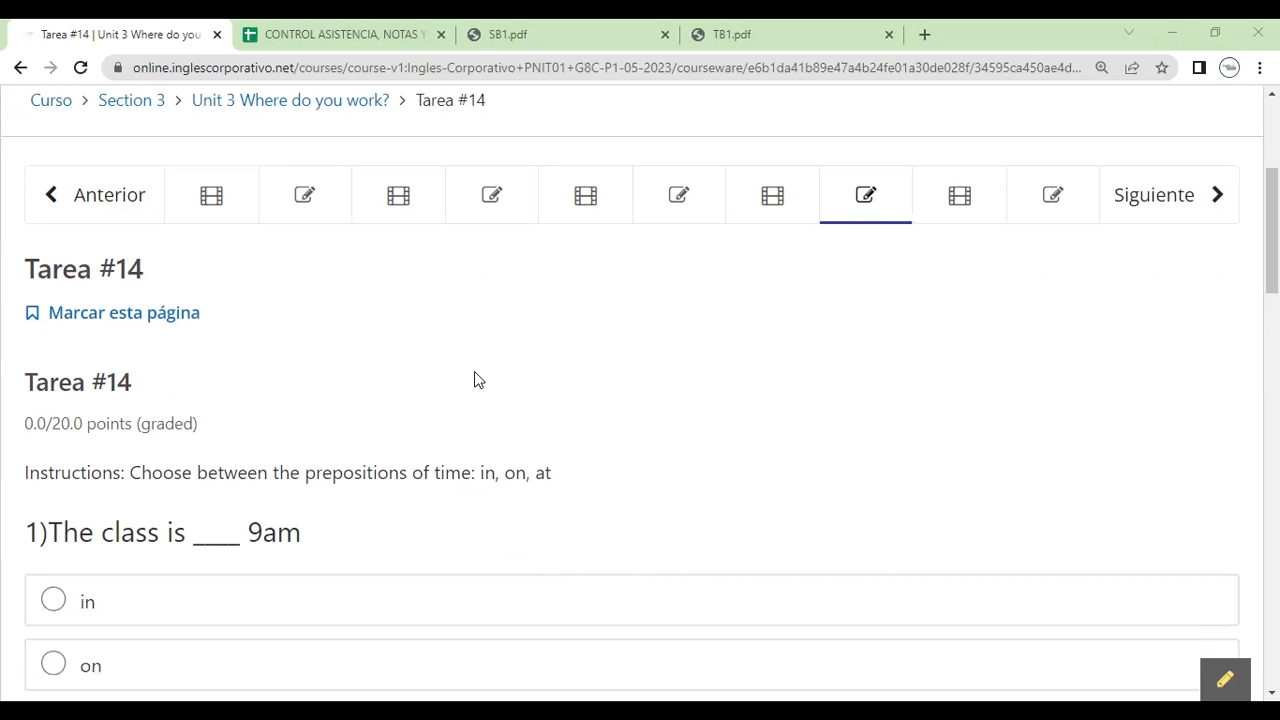 Tarea #14 | Unit 3 Where do you
CONTROL ASISTENCIA, NOTAS Y
SB1.pdf
TB1.pdf
online.inglescorporativo.net/courses/course-v1:Ingles-Corporativo+PNIT01+G8C-P1-05-2023/courseware/e6b1da41b89e47a4b24fe01a30de028f/34595ca450ae4d...
Curso > Section 3 > Unit 3 Where do you work? > Tarea #14
Anterior
Siguiente
Tarea #14
Marcar esta página
Tarea #14
0.0/20.0 points (graded)
Instructions: Choose between the prepositions of time: in, on, at
1)The class is ____ 9am
in
on